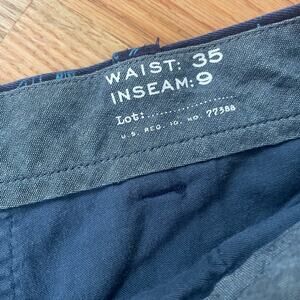 WAIST: 35
INSEAM: 9
Lot:......................
U.S. REG. ID. NO. 77388